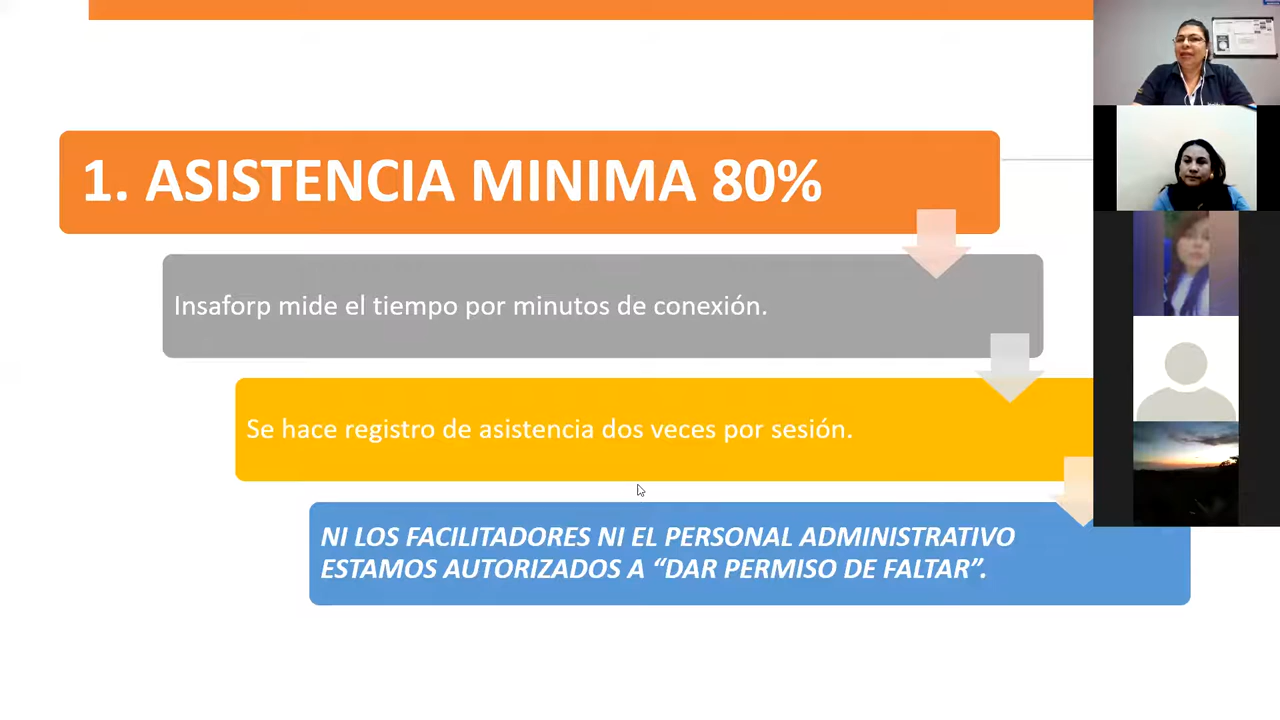 1. ASISTENCIA MINIMA 80%
Insaforp mide el tiempo por minutos de conexión.
Se hace registro de asistencia dos veces por sesión.
NI LOS FACILITADORES NI EL PERSONAL ADMINISTRATIVO
ESTAMOS AUTORIZADOS A “DAR PERMISO DE FALTAR”.